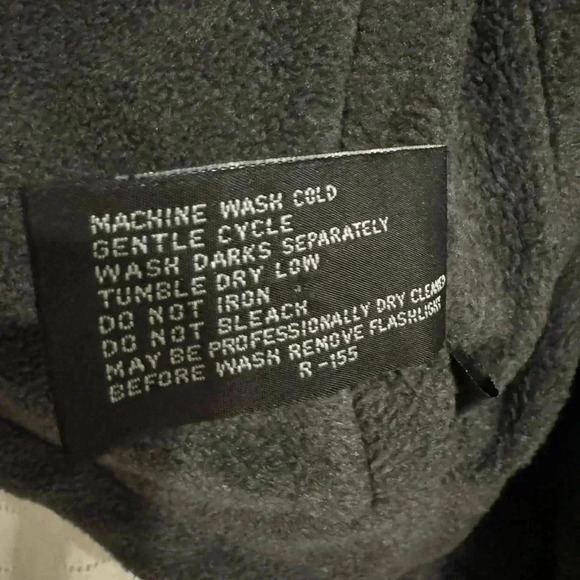 MACHINE WASH COLD
GENTLE CYCLE
WASH DARKS SEPARATELY
TUMBLE DRY LOW
DO NOT IRON
DO NOT BLEACH
MAY BE PROFESSIONALLY DRY CLEANED
BEFORE WASH REMOVE FLASHLIGHT
R-155